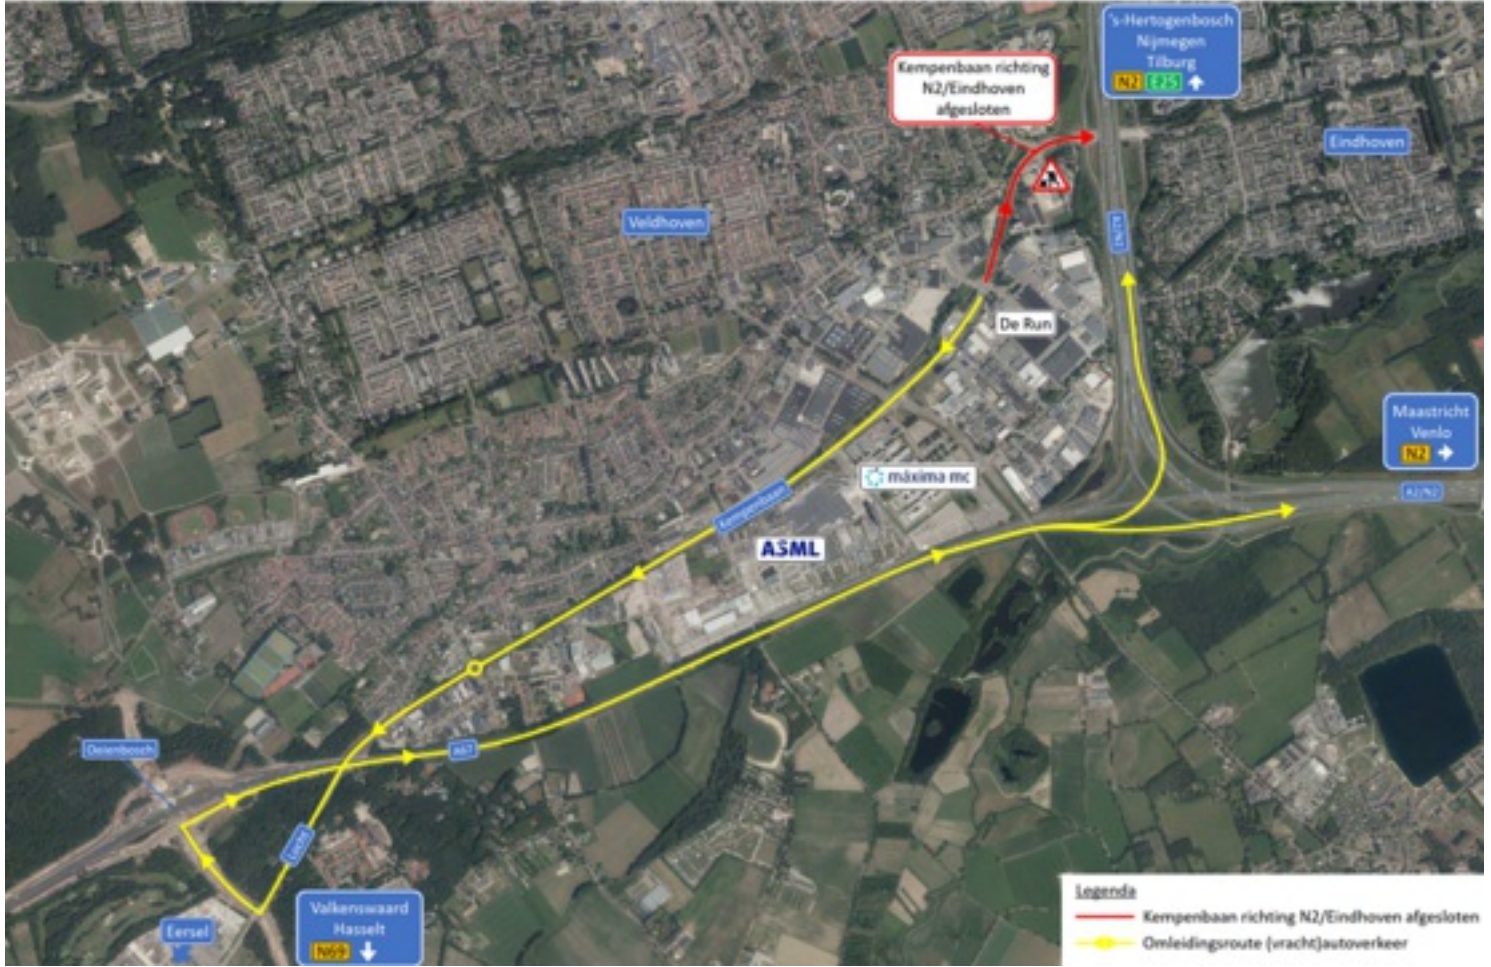 's-Hertogenbosch
Nijmegen
Tilburg
N2 E25
Kempenbaan richting
N2/Eindhoven
afgesloten
Eindhoven
Veldhoven
A2/N2
De Run
Maastricht
Venlo
N2
máxima mc
A2/N2
Kempenbaan
ASML
Oeienbosch
A67
Locht
Valkenswaard
Hasselt
N69
Eersel
Legenda
Kempenbaan richting N2/Eindhoven afgesloten
Omleidingsroute (vracht)autoverkeer